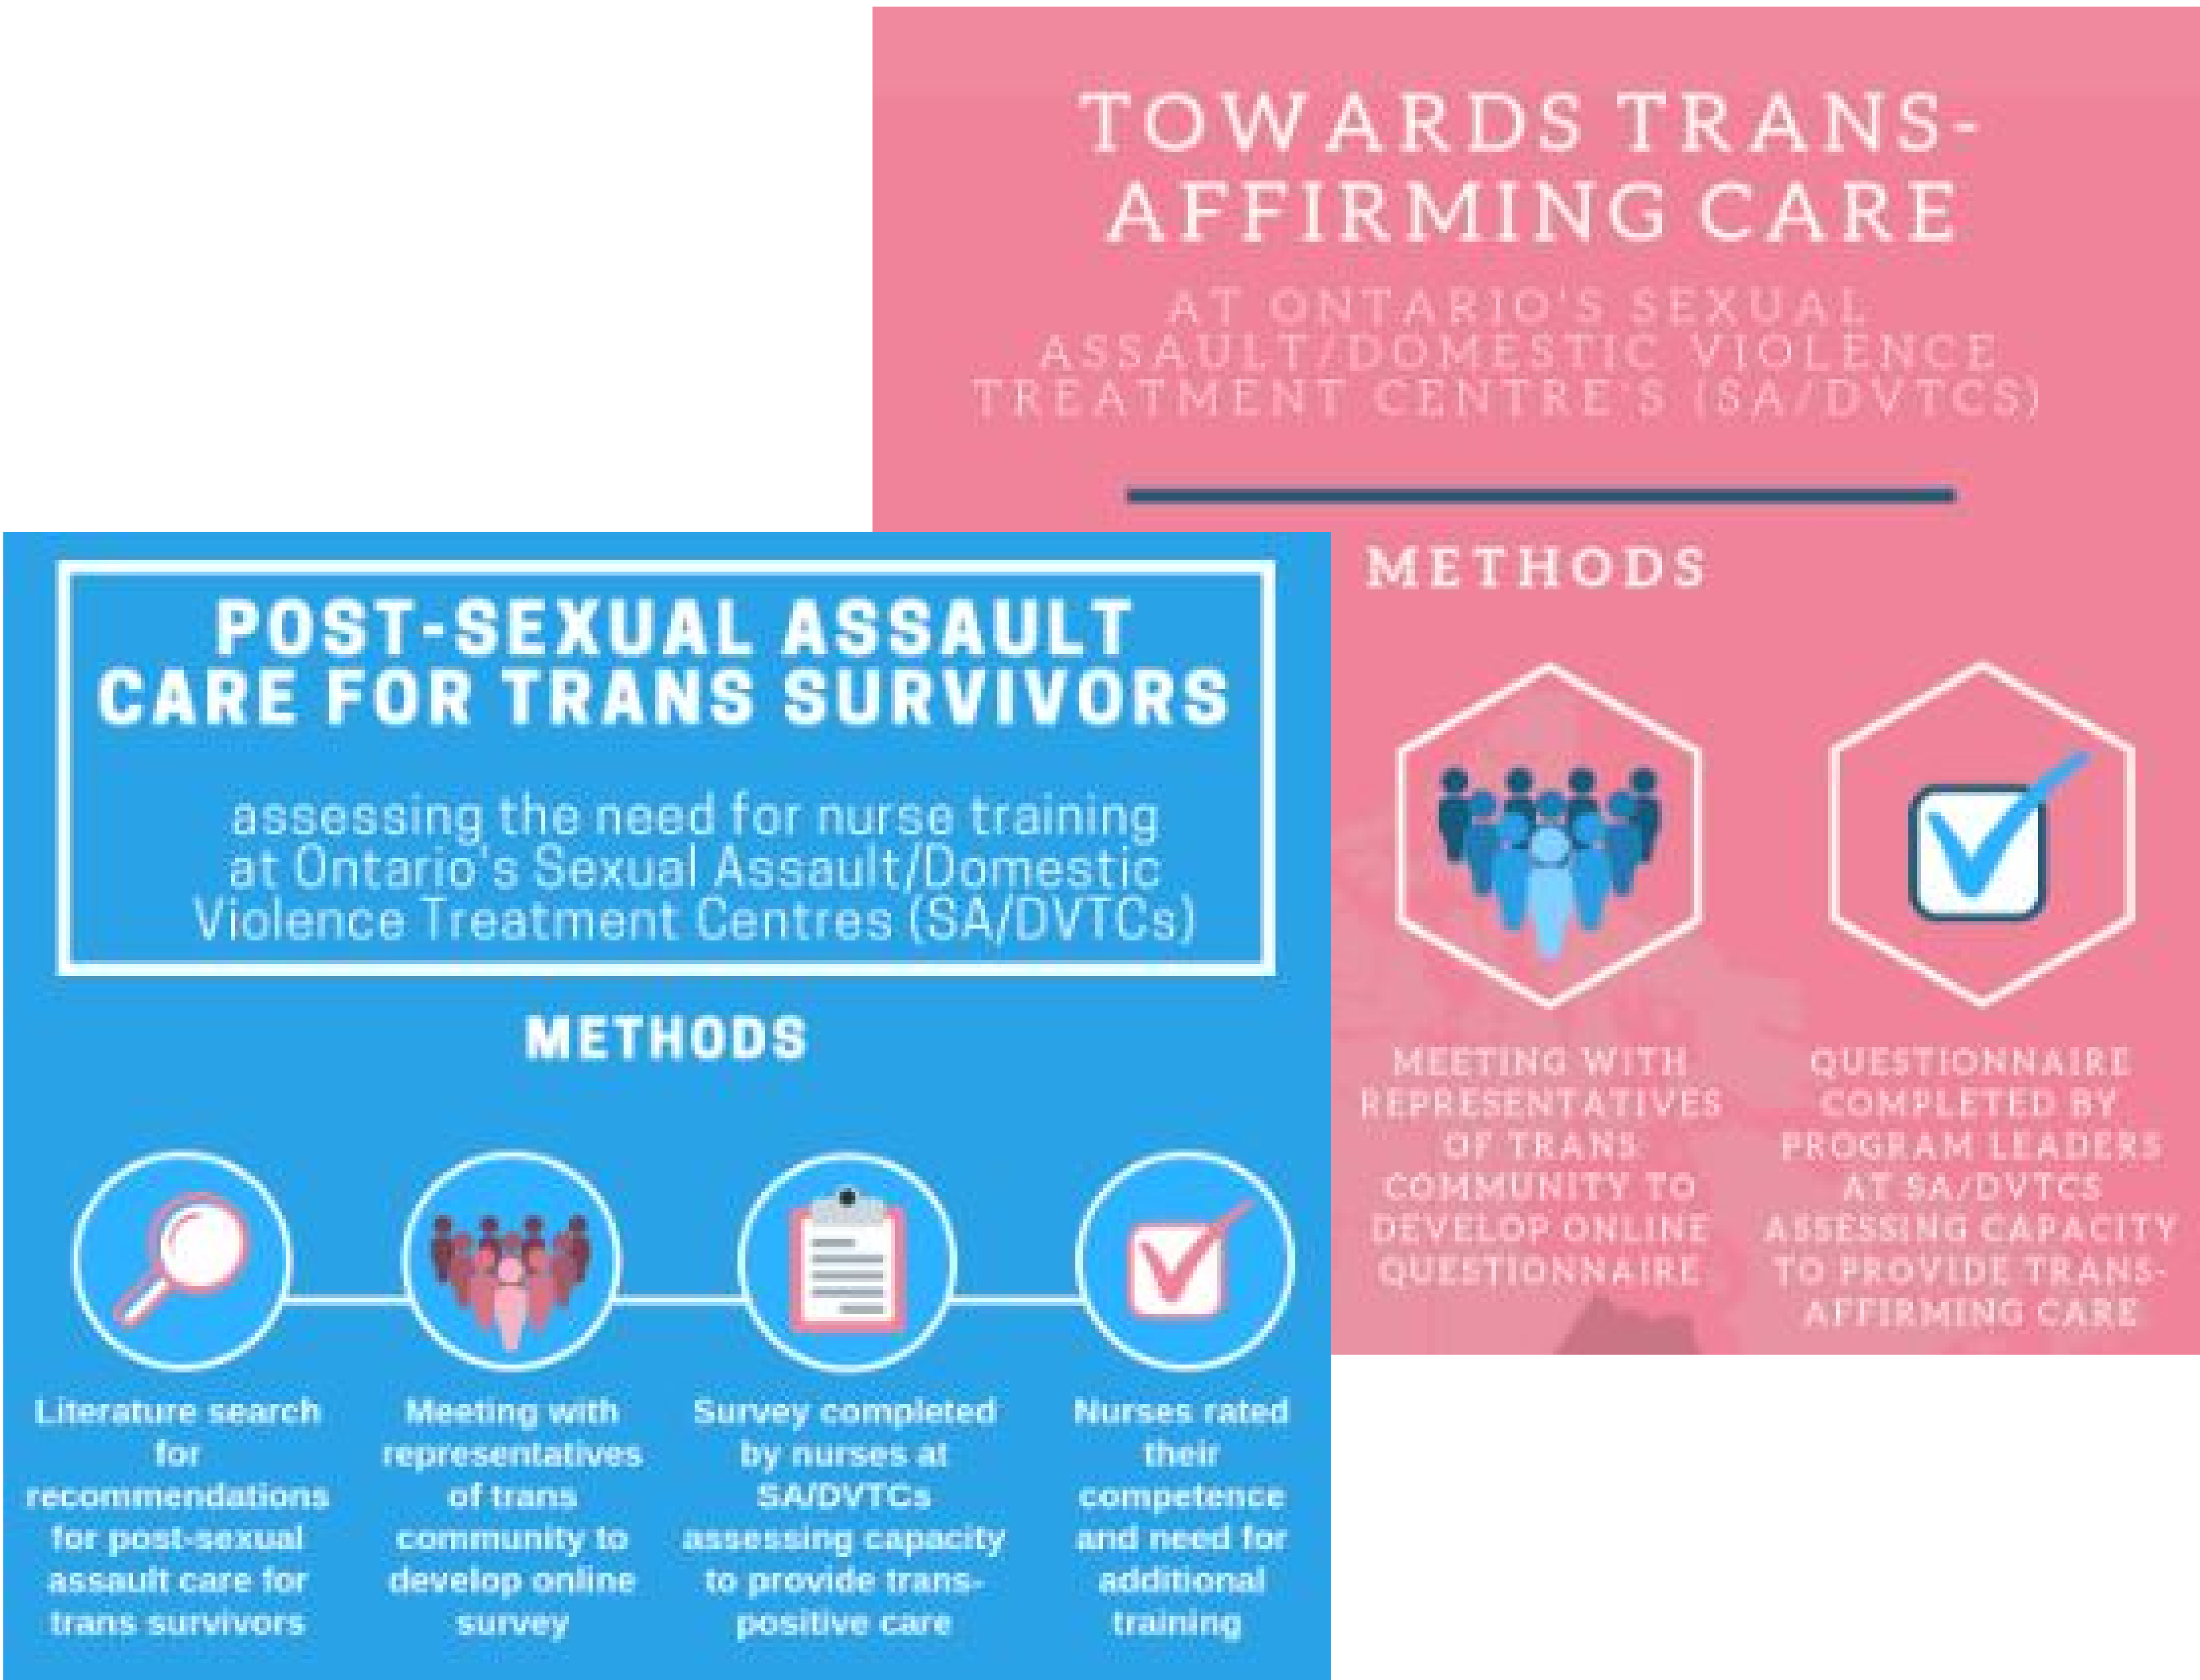 TOWARDS TRANS-
AFFIRMING CARE
AT ONTARIO'S SEXUAL
ASSAULT/DOMESTIC VIOLENCE
TREATMENT CENTRE'S (SA/DVTCS)
METHODS
MEETING WITH
REPRESENTATIVES
OF TRANS
COMMUNITY TO
DEVELOP ONLINE
QUESTIONNAIRE
QUESTIONNAIRE
COMPLETED BY
PROGRAM LEADERS
AT SA/DVTCS
ASSESSING CAPACITY
TO PROVIDE TRANS-
AFFIRMING CARE
POST-SEXUAL ASSAULT
CARE FOR TRANS SURVIVORS
assessing the need for nurse training
at Ontario's Sexual Assault/Domestic
Violence Treatment Centres (SA/DVTCs)
METHODS
Literature search
for
recommendations
for post-sexual
assault care for
trans survivors
Meeting with
representatives
of trans
community to
develop online
survey
Survey completed
by nurses at
SA/DVTCs
assessing capacity
to provide trans-
positive care
Nurses rated
their
competence
and need for
additional
training